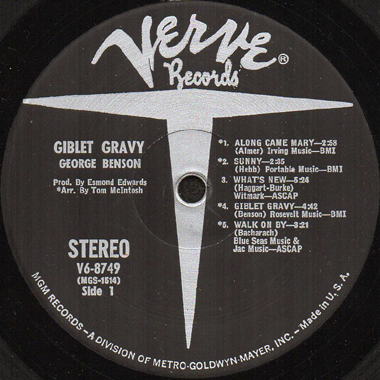 Verve®
Records
GIBLET GRAVY
GEORGE BENSON
Prod. By Esmond Edwards
*Arr. By Tom McIntosh
STEREO
V6-8749
(MGS-1514)
Side 1
*1. ALONG CAME MARY—2:58
(Almer) Irving Music—BMI
*2. SUNNY—2:35
(Hebb) Portable Music—BMI
3. WHAT'S NEW—5:24
(Haggart-Burke)
Witmark—ASCAP
*4. GIBLET GRAVY—4:42
(Benson) Rosevelt Music—BMI
*5. WALK ON BY—3:21
(Bacharach)
Blue Seas Music &
Jac Music—ASCAP
MGM RECORDS—A DIVISION OF METRO-GOLDWYN-MAYER, INC.—Made in U.S.A.